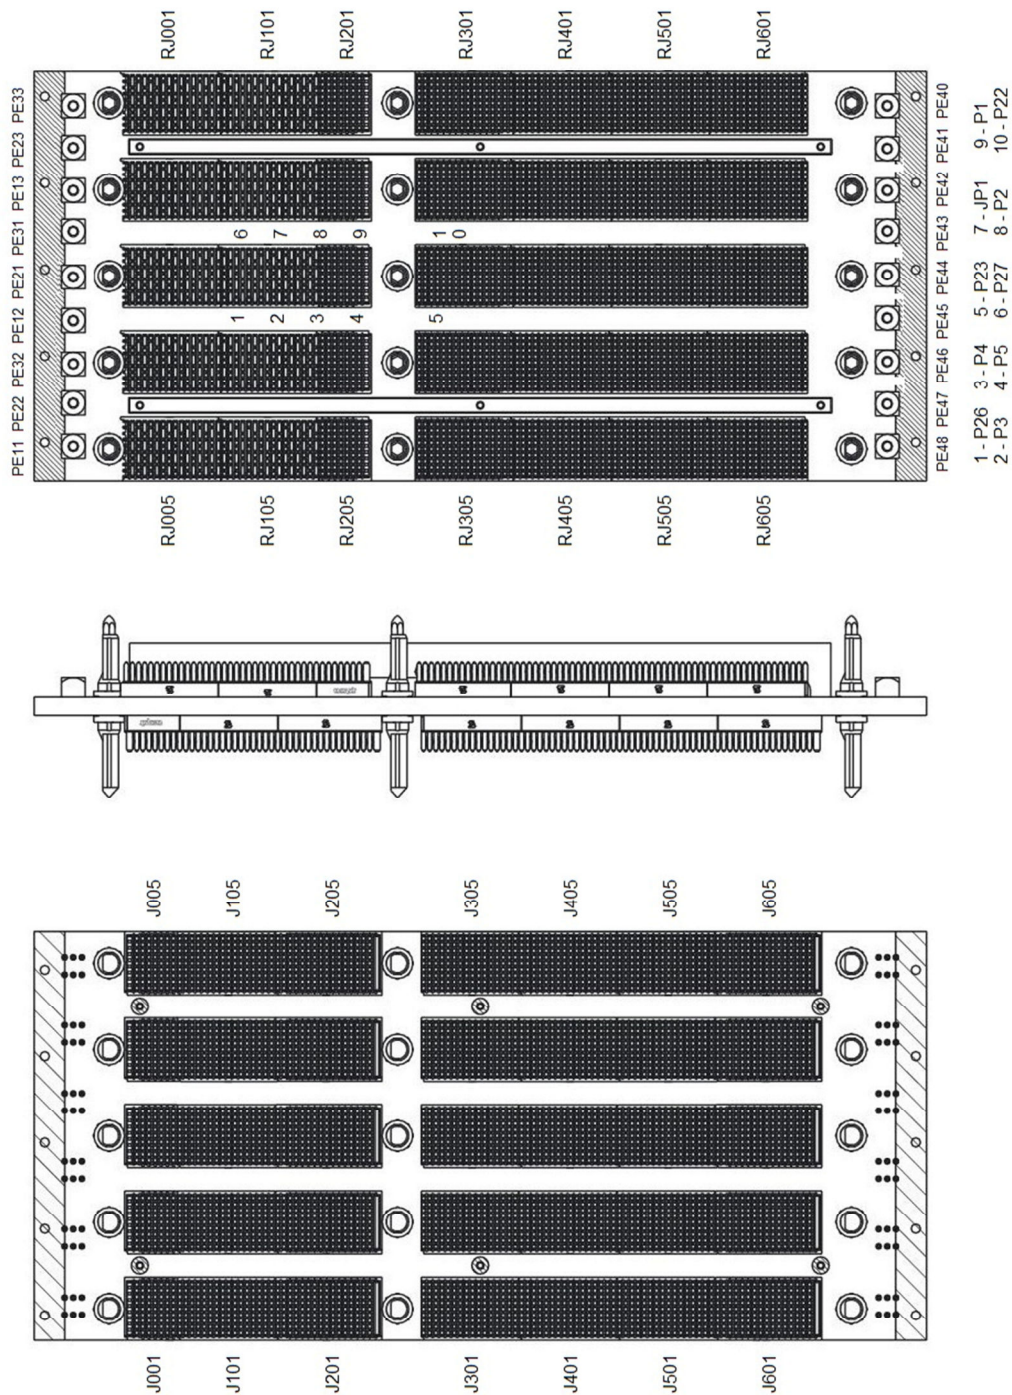 RJ001 RJ101 RJ201 RJ301 RJ401 RJ501 RJ601
PE11 PE22 PE32 PE12 PE21 PE31 PE13 PE23 PE33
6 7 8 9 10
1 2 3 4 5
PE48 PE47 PE46 PE45 PE44 PE43 PE42 PE41 PE40
1 - P26 3 - P4 5 - P23 7 - JP1 9 - P1
2 - P3 4 - P5 6 - P27 8 - P2 10 - P22
RJ005 RJ105 RJ205 RJ305 RJ405 RJ505 RJ605
J005 J105 J205 J305 J405 J505 J605
J001 J101 J201 J301 J401 J501 J601